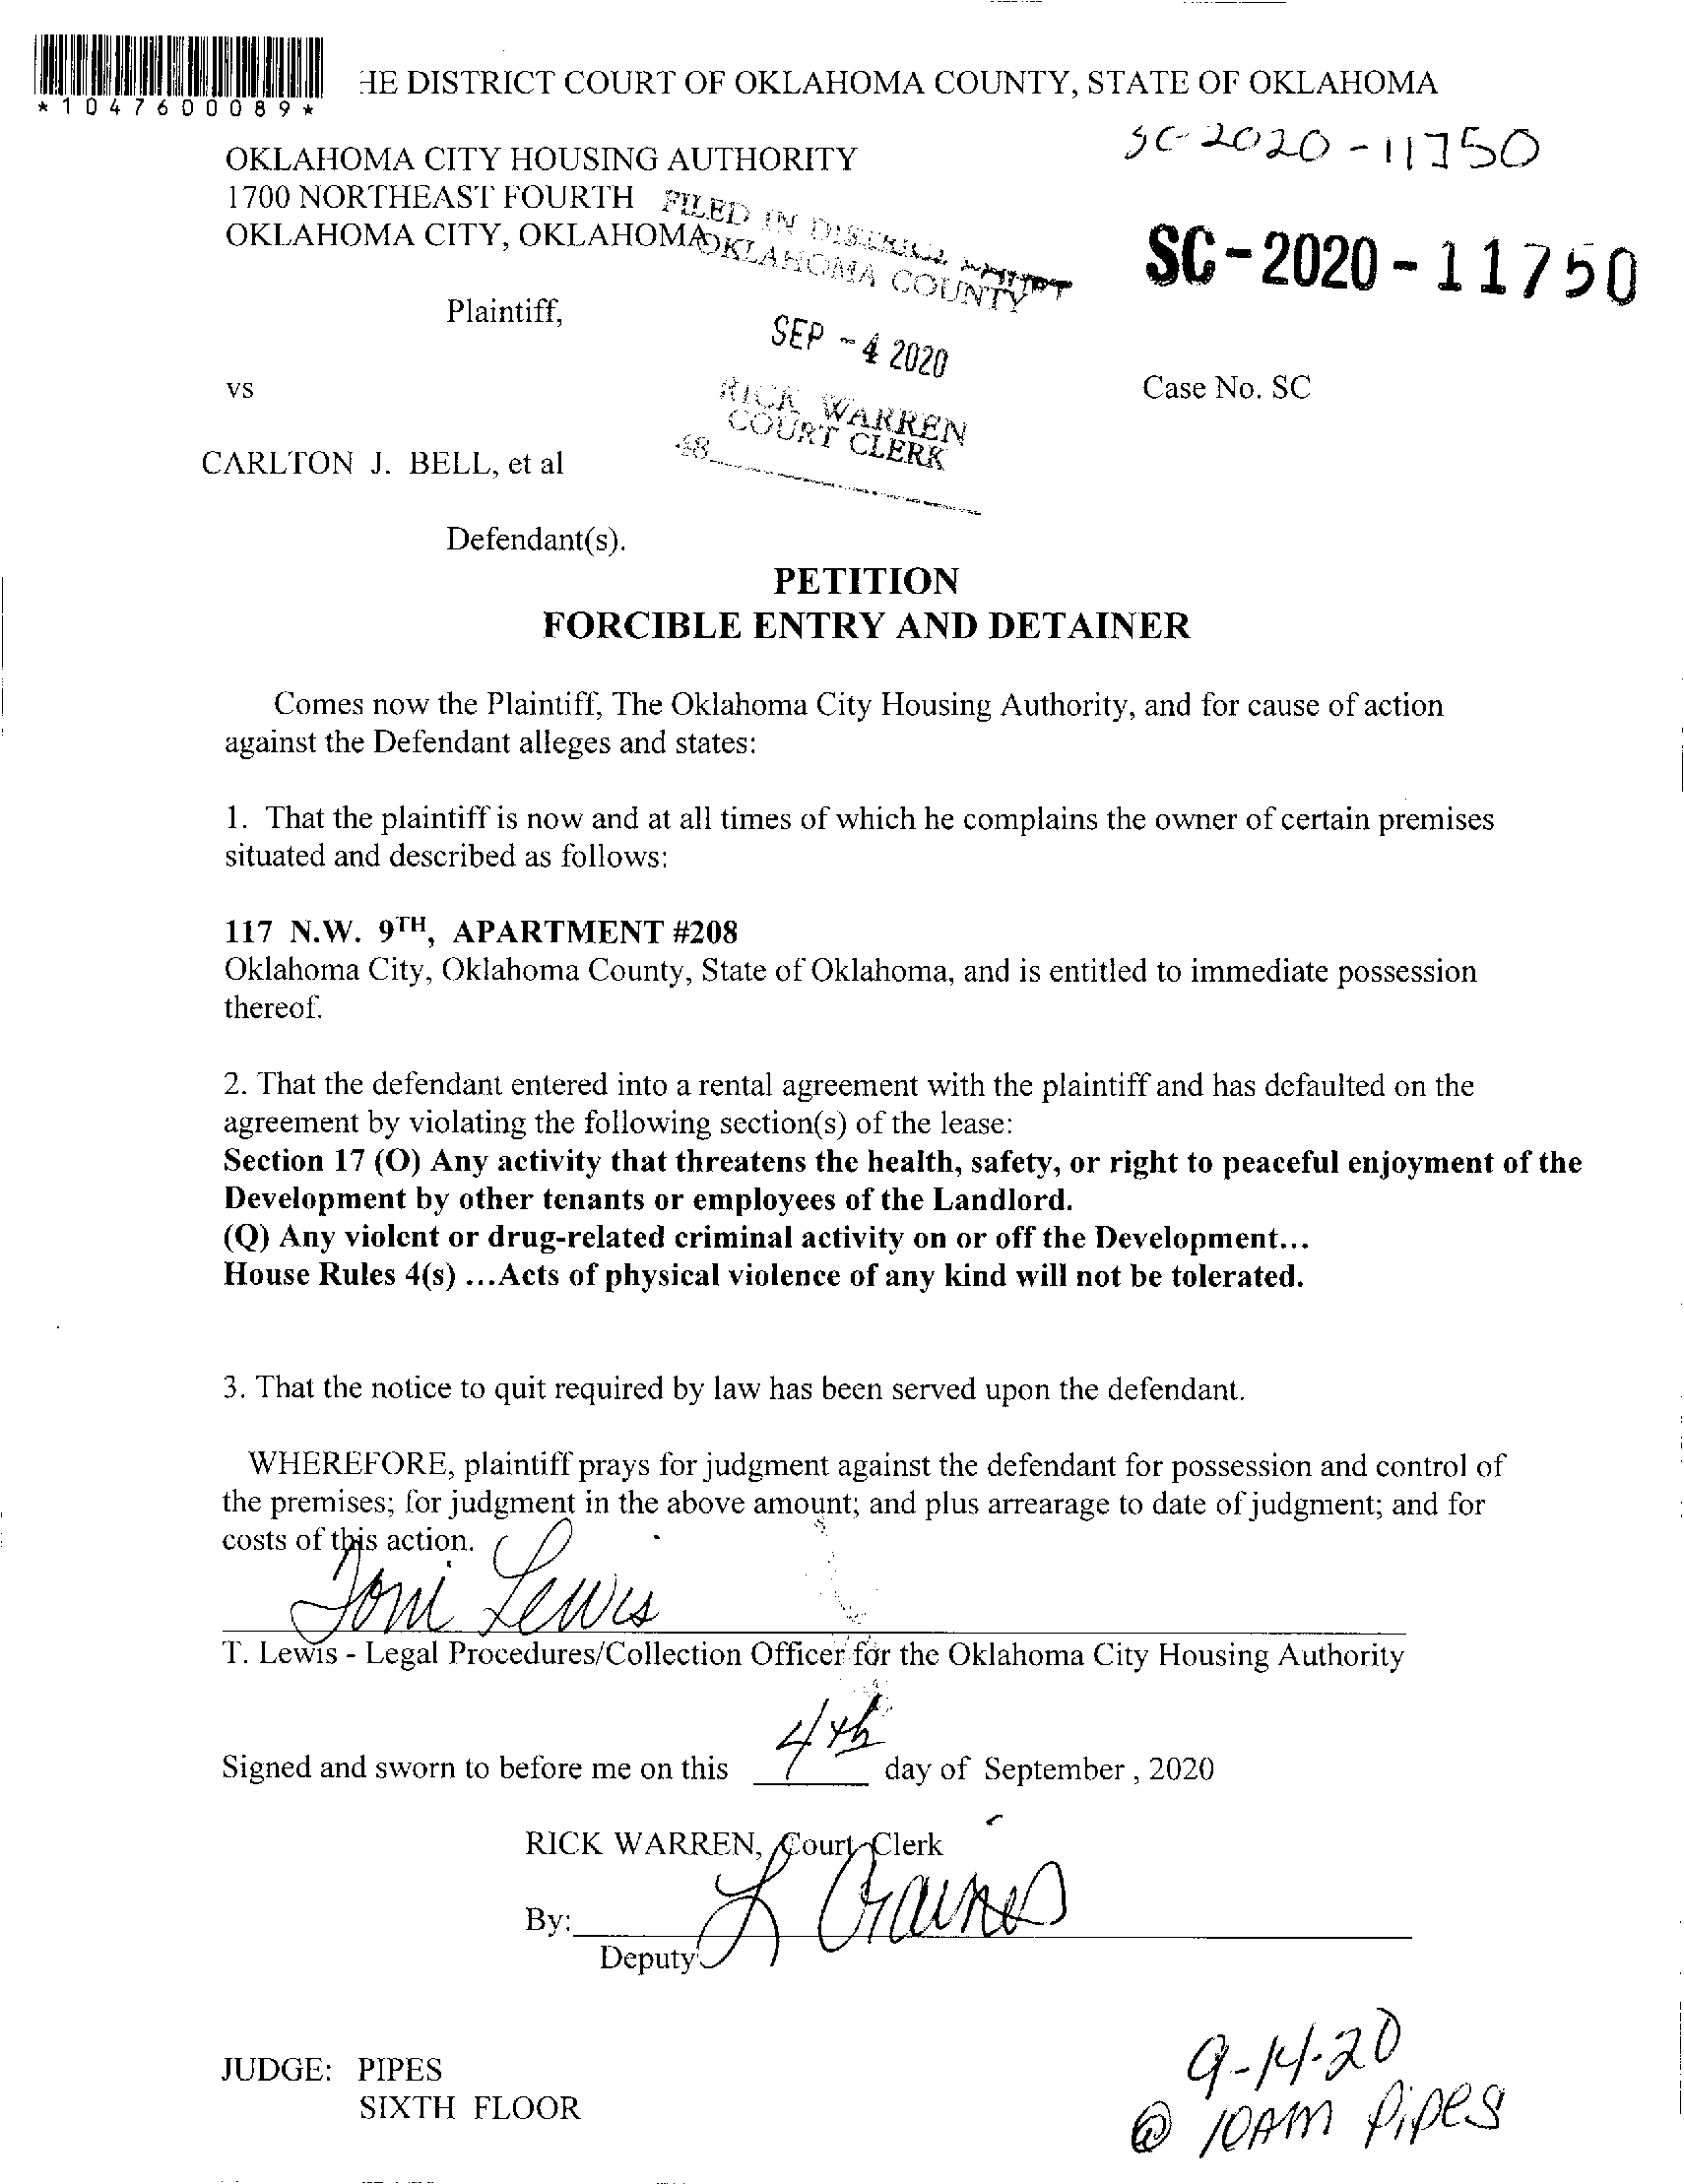 *1047600089*
HE DISTRICT COURT OF OKLAHOMA COUNTY, STATE OF OKLAHOMA
SC-2020-11750
OKLAHOMA CITY HOUSING AUTHORITY
1700 NORTHEAST FOURTH
OKLAHOMA CITY, OKLAHOMA
FILED IN DISTRICT COURT
OKLAHOMA COUNTY
SC-2020-11750
Plaintiff,
SEP -4 2020
vs
RICK WARREN
COURT CLERK
Case No. SC
48
CARLTON J. BELL, et al
Defendant(s).
PETITION
FORCIBLE ENTRY AND DETAINER
Comes now the Plaintiff, The Oklahoma City Housing Authority, and for cause of action
against the Defendant alleges and states:
1. That the plaintiff is now and at all times of which he complains the owner of certain premises
situated and described as follows:
117 N.W. 9TH, APARTMENT #208
Oklahoma City, Oklahoma County, State of Oklahoma, and is entitled to immediate possession
thereof.
2. That the defendant entered into a rental agreement with the plaintiff and has defaulted on the
agreement by violating the following section(s) of the lease:
Section 17 (O) Any activity that threatens the health, safety, or right to peaceful enjoyment of the
Development by other tenants or employees of the Landlord.
(Q) Any violent or drug-related criminal activity on or off the Development...
House Rules 4(s) ...Acts of physical violence of any kind will not be tolerated.
3. That the notice to quit required by law has been served upon the defendant.
WHEREFORE, plaintiff prays for judgment against the defendant for possession and control of
the premises; for judgment in the above amount; and plus arrearage to date of judgment; and for
costs of this action.
Toni Lewis
T. Lewis - Legal Procedures/Collection Officer for the Oklahoma City Housing Authority
Signed and sworn to before me on this 4th day of September , 2020
RICK WARREN, Court Clerk
By: L Graines
Deputy
JUDGE: PIPES
SIXTH FLOOR
9-14-20
@ 10AM Pipes